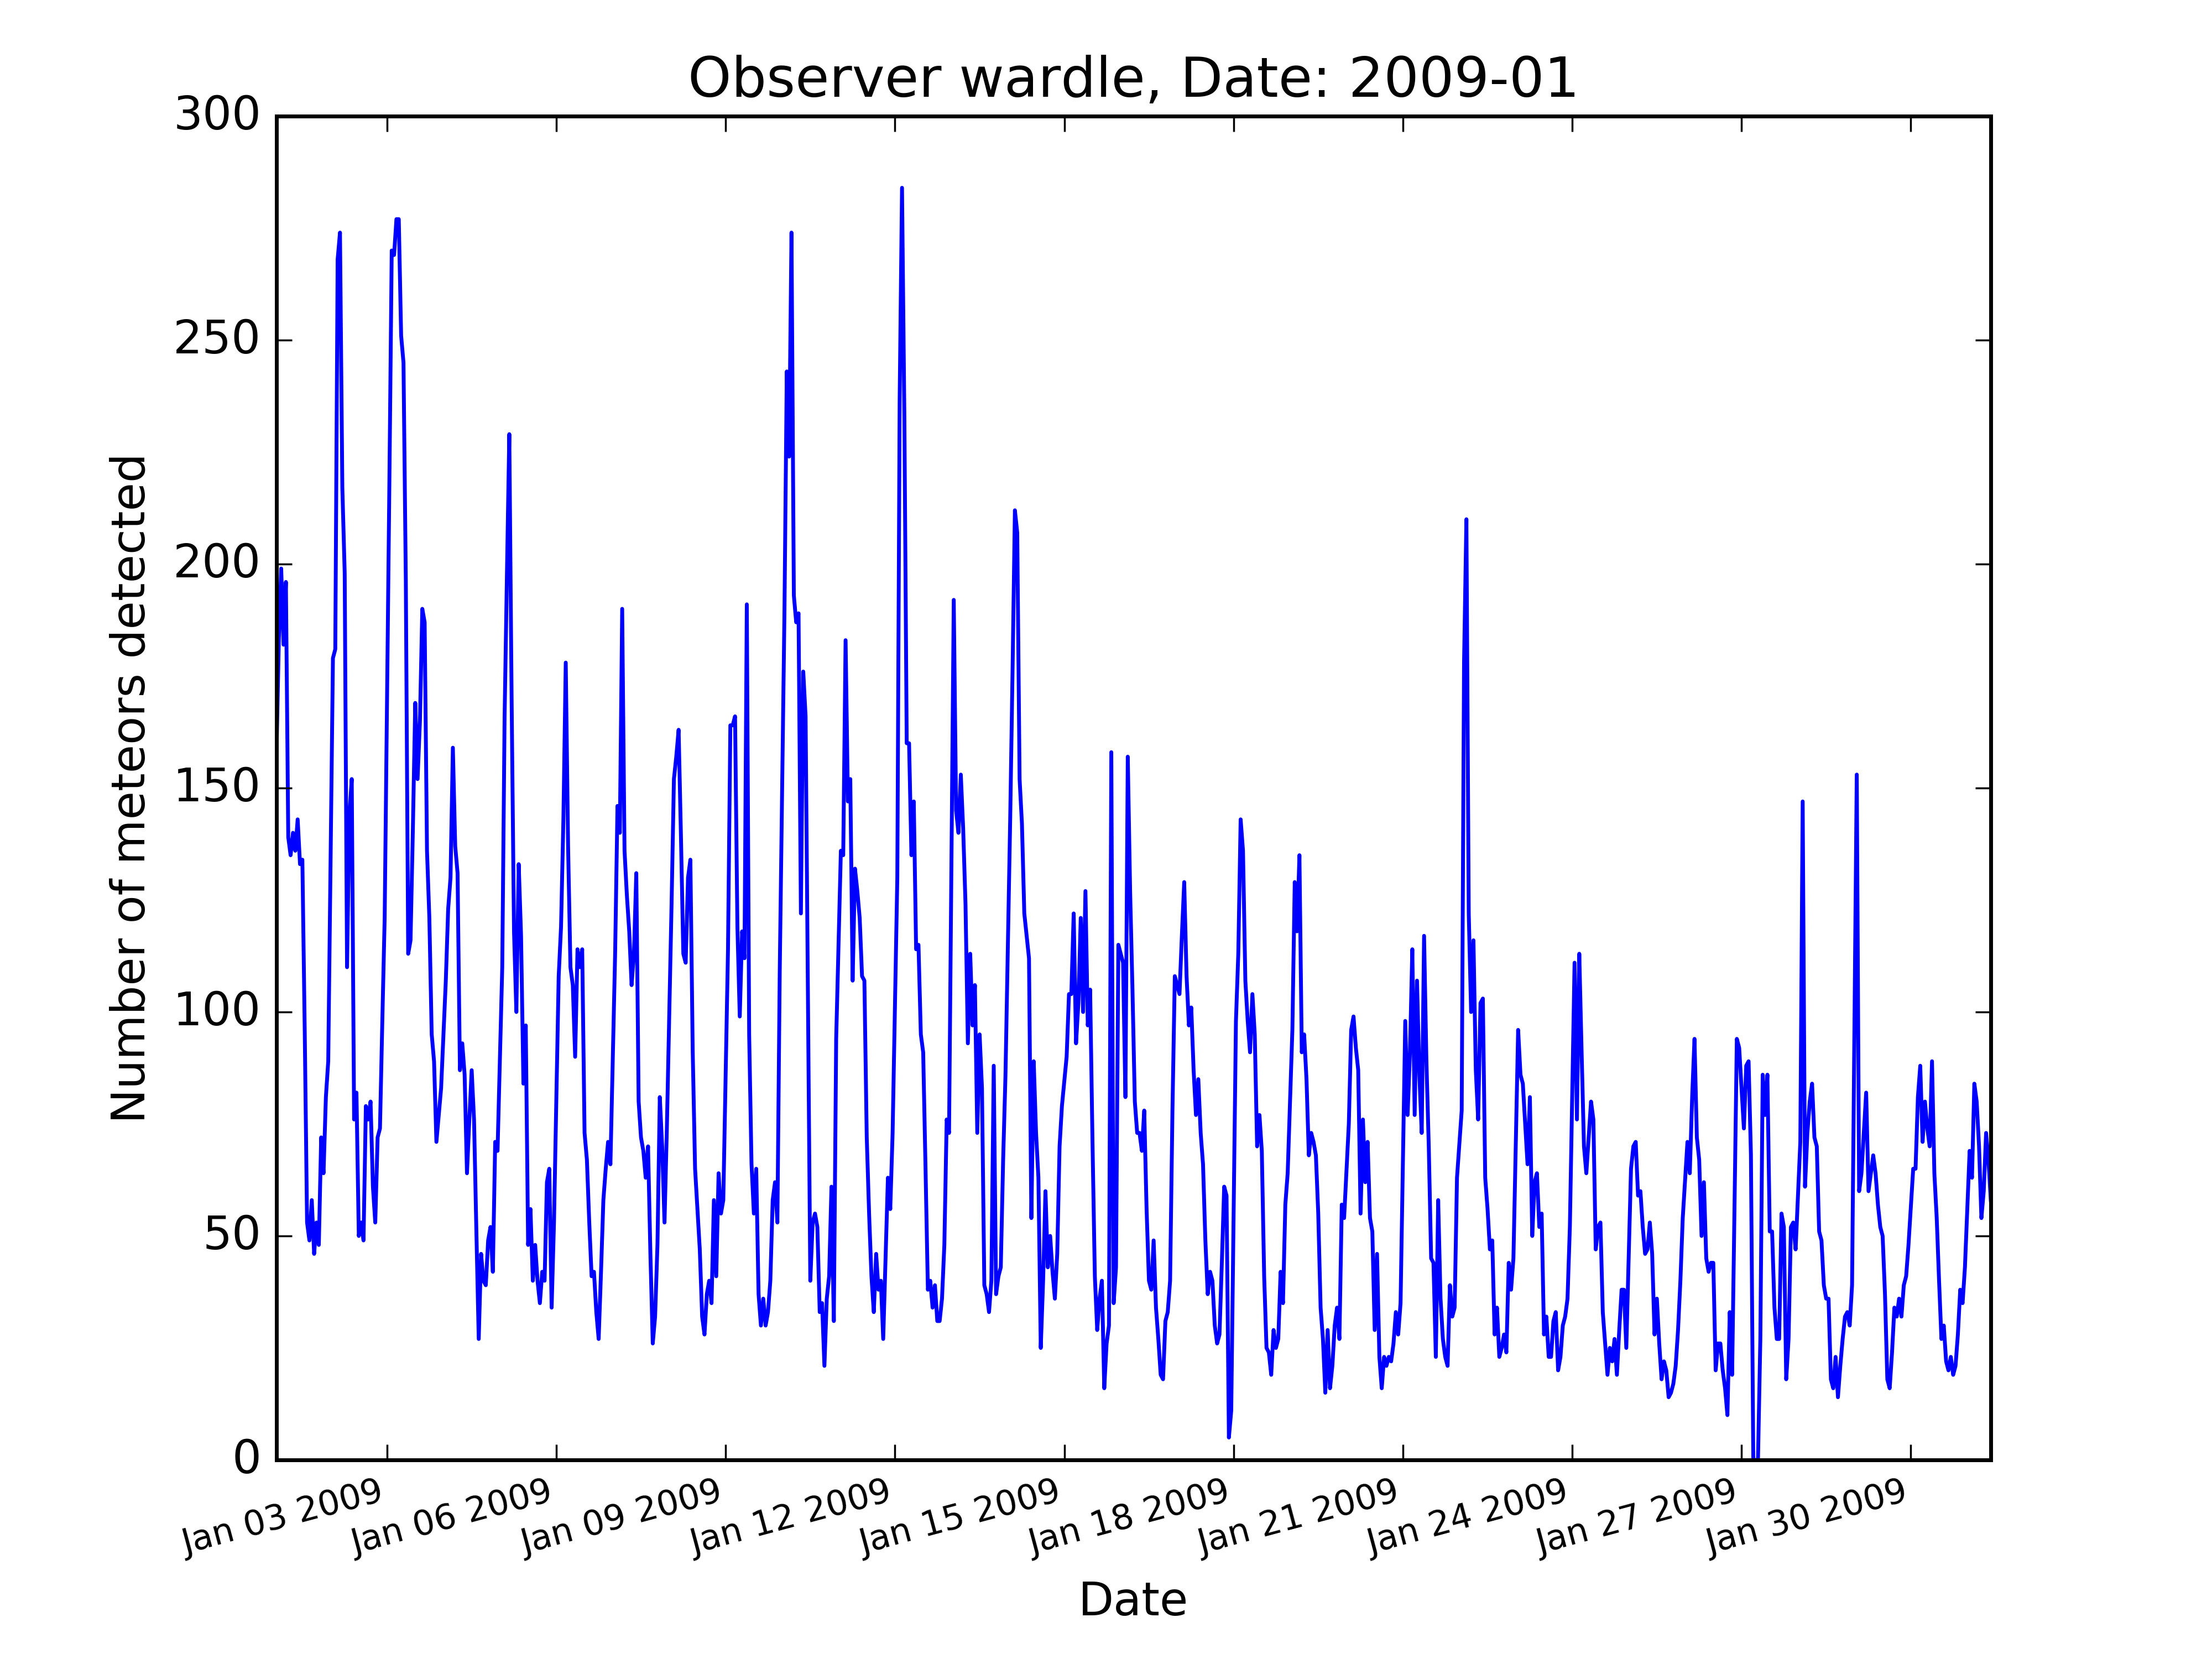 Observer wardle, Date: 2009-01
300
250
200
150
100
50
0
Number of meteors detected
Jan 03 2009
Jan 06 2009
Jan 09 2009
Jan 12 2009
Jan 15 2009
Jan 18 2009
Jan 21 2009
Jan 24 2009
Jan 27 2009
Jan 30 2009
Date